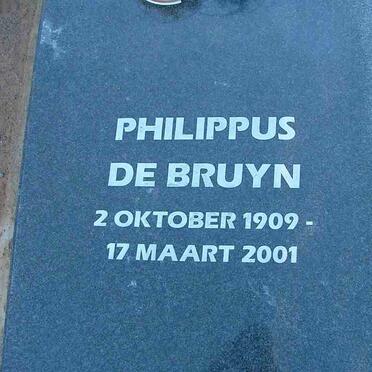 PHILIPPUS
DE BRUYN
2 OKTOBER 1909 -
17 MAART 2001